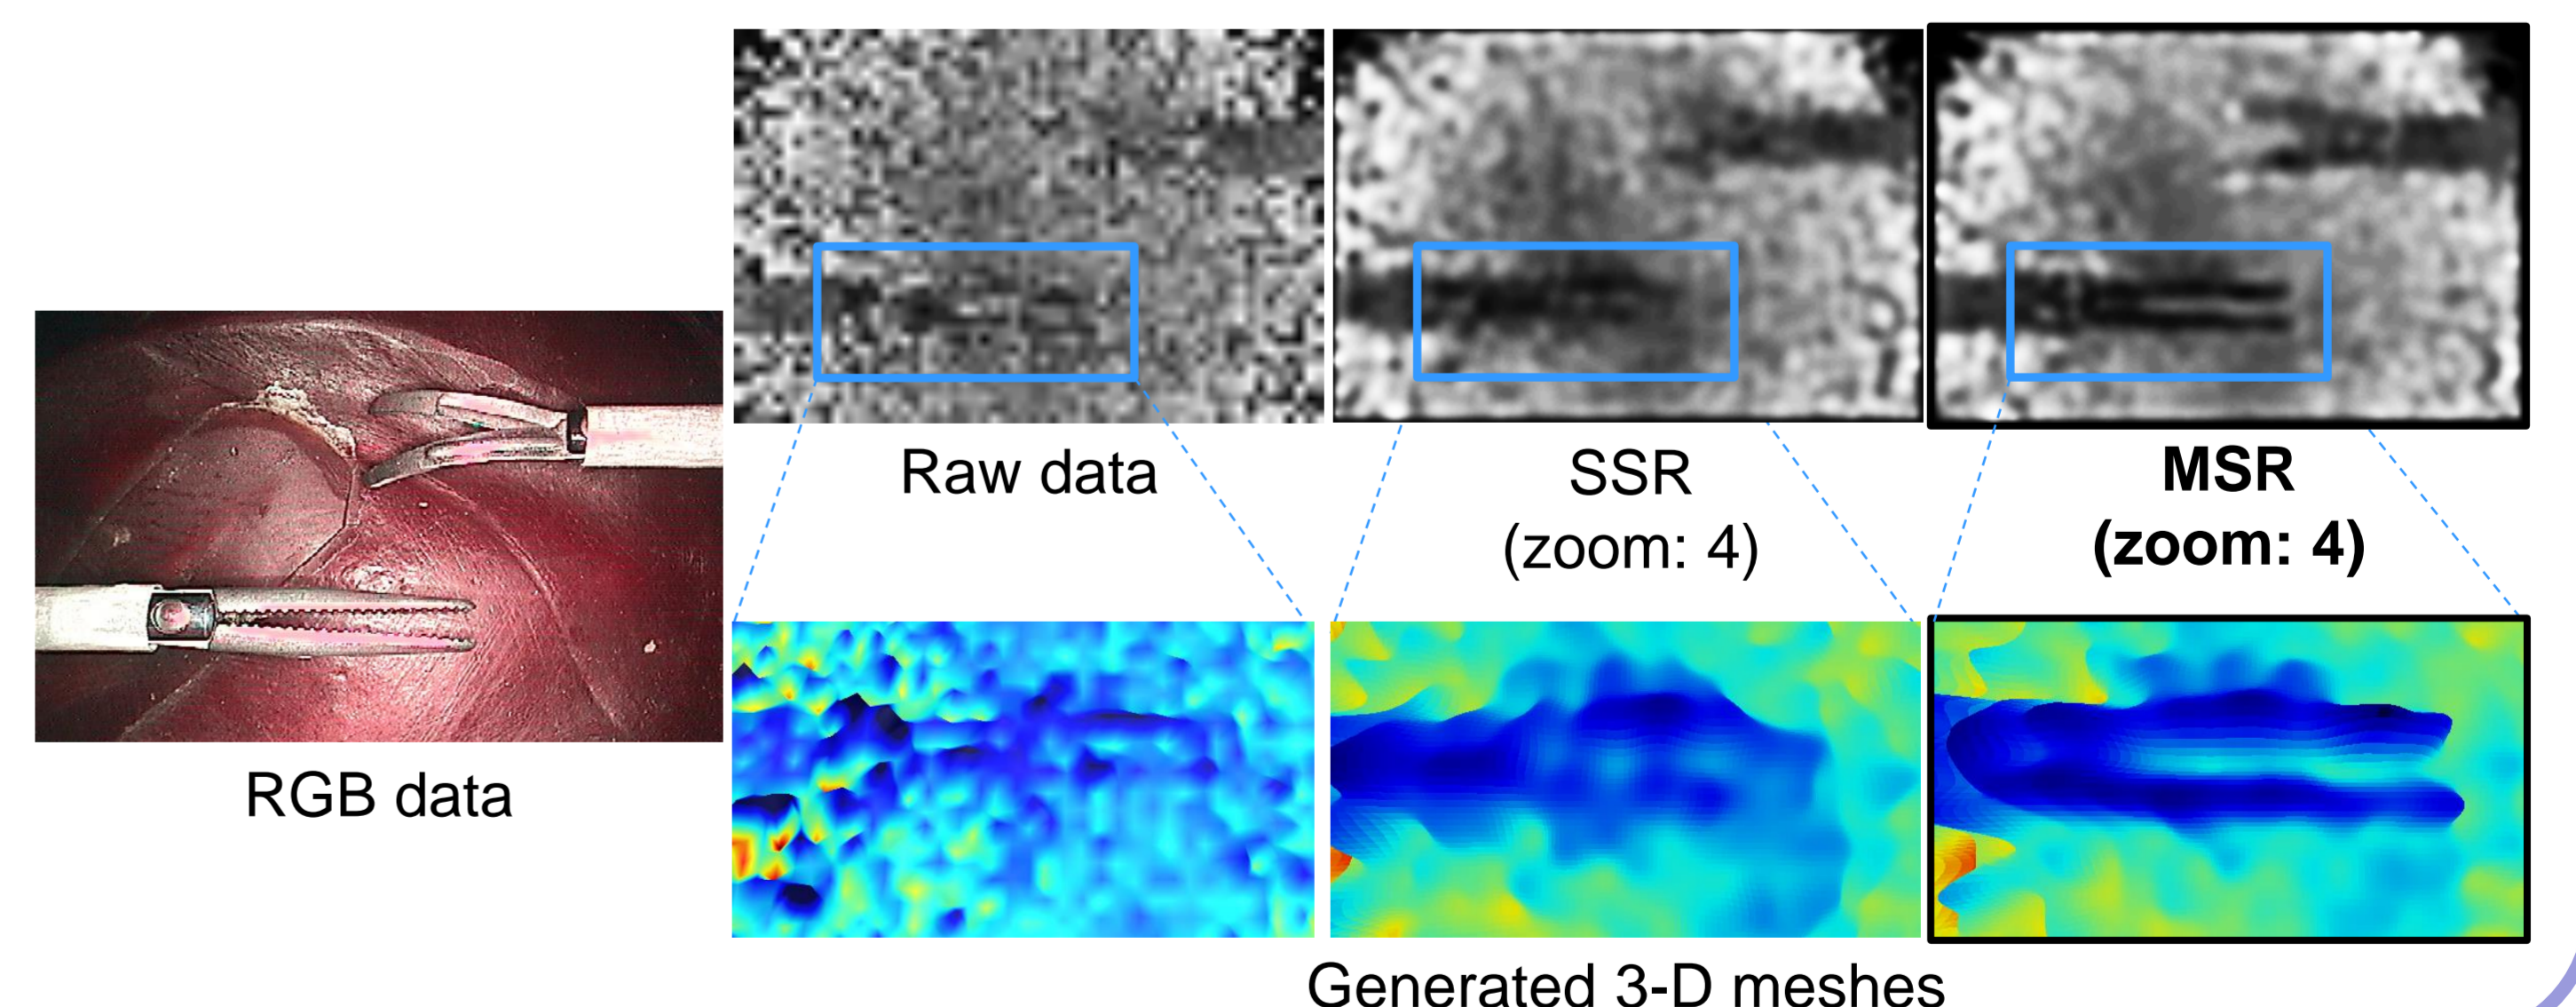 Raw data
SSR
(zoom: 4)
MSR
(zoom: 4)
RGB data
Generated 3-D meshes